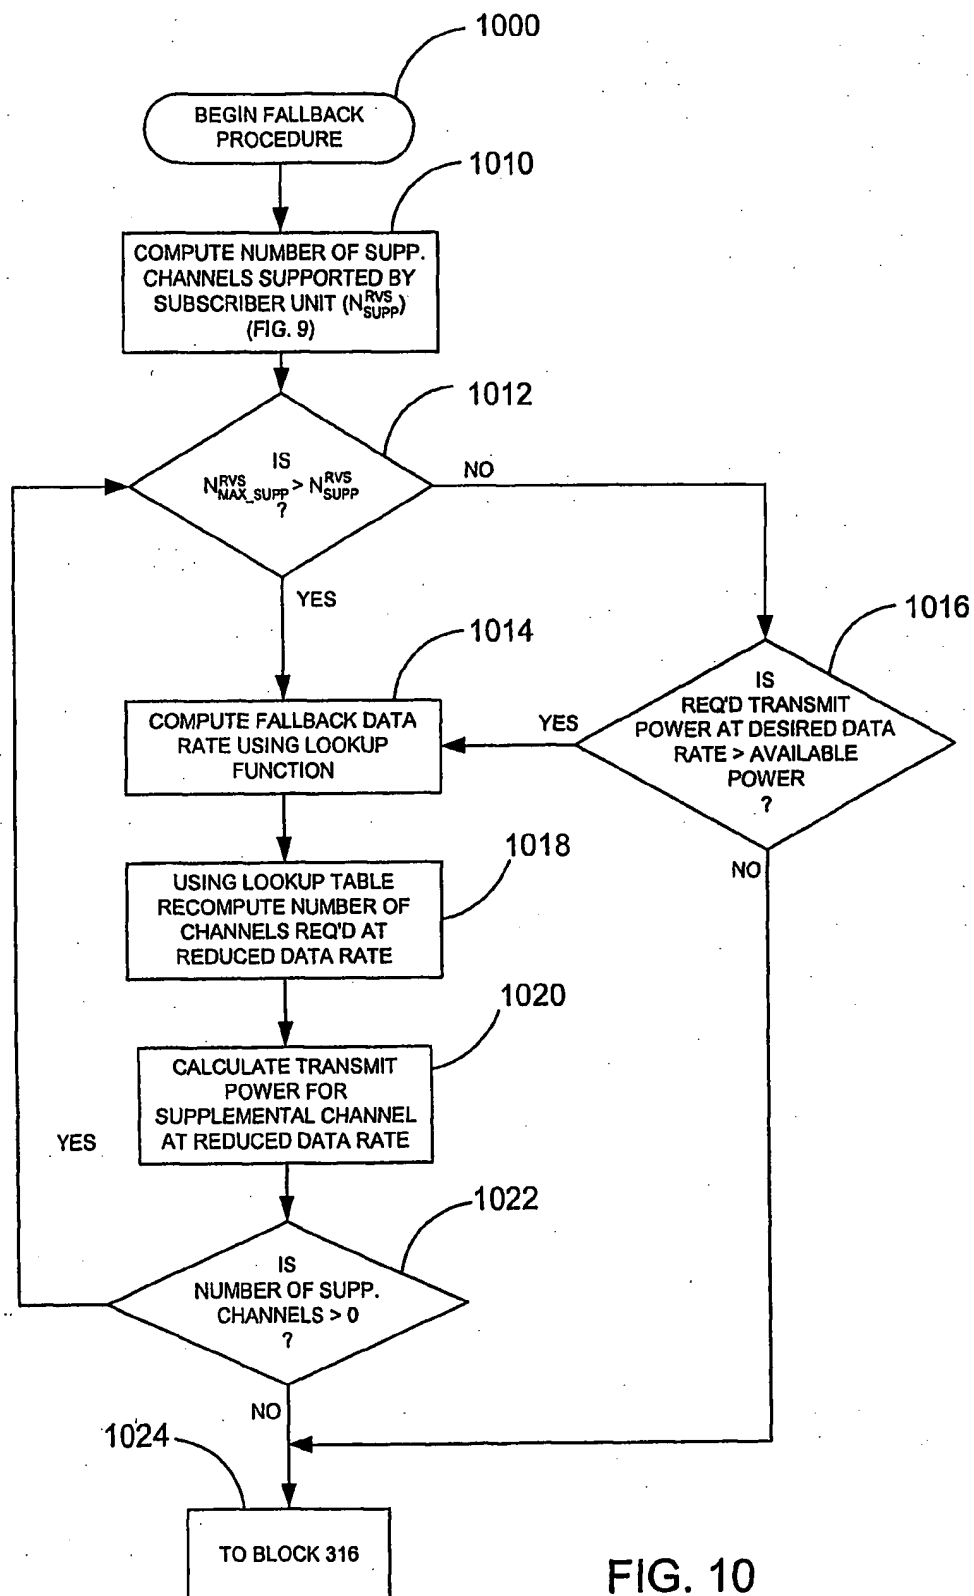 1000
BEGIN FALLBACK
PROCEDURE
1010
COMPUTE NUMBER OF SUPP.
CHANNELS SUPPORTED BY
SUBSCRIBER UNIT (N^RVS_SUPP)
(FIG. 9)
1012
IS
N^RVS_MAX_SUPP > N^RVS_SUPP
?
NO
YES
1014
COMPUTE FALLBACK DATA
RATE USING LOOKUP
FUNCTION
1016
IS
REQ'D TRANSMIT
POWER AT DESIRED DATA
RATE > AVAILABLE
POWER
?
YES
NO
1018
USING LOOKUP TABLE
RECOMPUTE NUMBER OF
CHANNELS REQ'D AT
REDUCED DATA RATE
1020
CALCULATE TRANSMIT
POWER FOR
SUPPLEMENTAL CHANNEL
AT REDUCED DATA RATE
YES
1022
IS
NUMBER OF SUPP.
CHANNELS > 0
?
NO
1024
TO BLOCK 316
FIG. 10